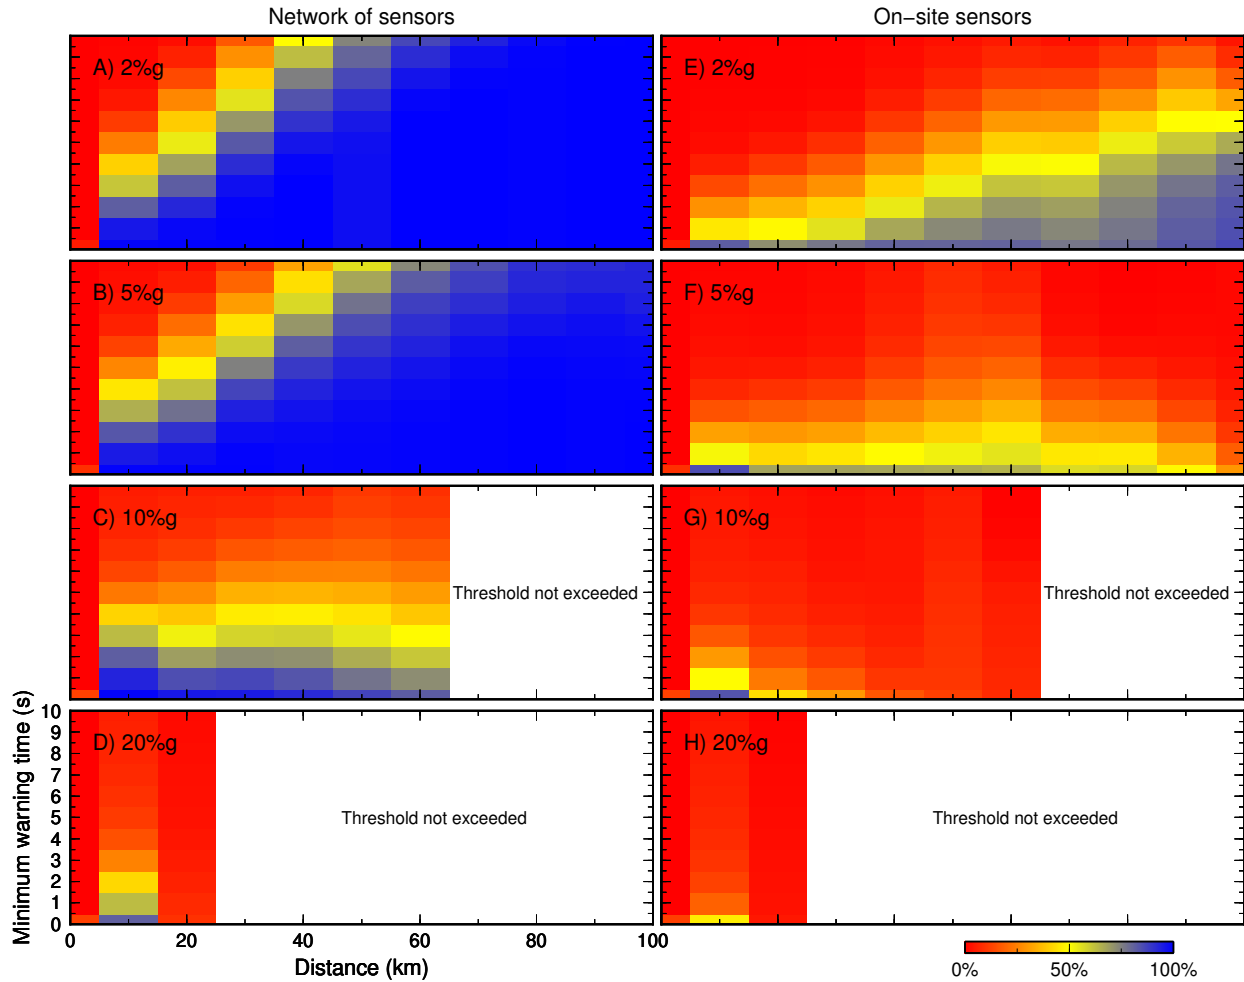 Network of sensors
On-site sensors
A) 2%g
E) 2%g
B) 5%g
F) 5%g
C) 10%g
Threshold not exceeded
G) 10%g
Threshold not exceeded
D) 20%g
Threshold not exceeded
H) 20%g
Threshold not exceeded
Minimum warning time (s)
10
9
8
7
6
5
4
3
2
1
0
0 20 40 60 80 100
Distance (km)
0% 50% 100%